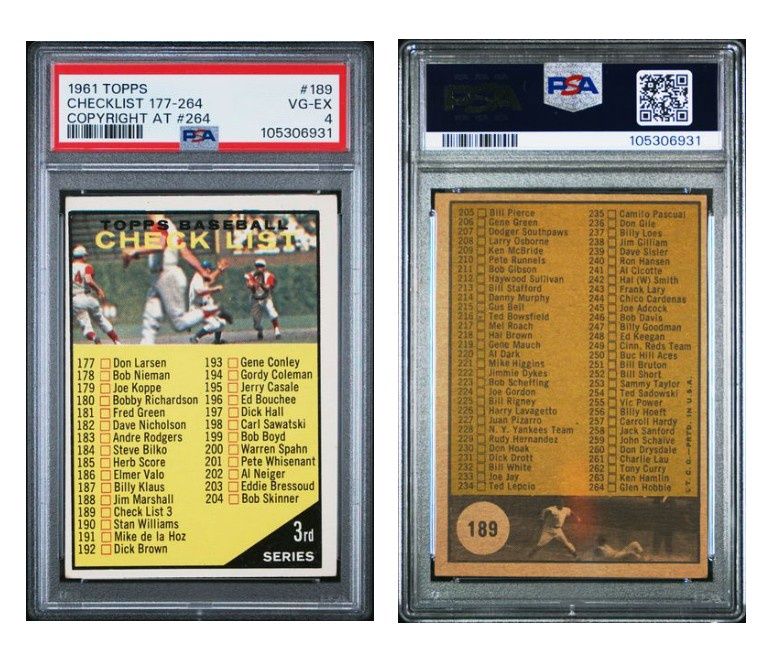 1961 TOPPS #189
CHECKLIST 177-264 VG-EX
COPYRIGHT AT #264 4
PSA 105306931
TOPPS BASEBALL
CHECK LIST
177 Don Larsen
178 Bob Nieman
179 Joe Koppe
180 Bobby Richardson
181 Fred Green
182 Dave Nicholson
183 Andre Rodgers
184 Steve Bilko
185 Herb Score
186 Elmer Valo
187 Billy Klaus
188 Jim Marshall
189 Check List 3
190 Stan Williams
191 Mike de la Hoz
192 Dick Brown
193 Gene Conley
194 Gordy Coleman
195 Jerry Casale
196 Ed Bouchee
197 Dick Hall
198 Carl Sawatski
199 Bob Boyd
200 Warren Spahn
201 Pete Whisenant
202 Al Neiger
203 Eddie Bressoud
204 Bob Skinner
3rd
SERIES
PSA
PSA
105306931
205 Bill Pierce
206 Gene Green
207 Dodger Southpaws
208 Larry Osborne
209 Ken McBride
210 Pete Runnels
211 Bob Gibson
212 Haywood Sullivan
213 Bill Stafford
214 Danny Murphy
215 Gus Bell
216 Ted Bowsfield
217 Mel Roach
218 Hal Brown
219 Gene Mauch
220 Al Dark
221 Mike Higgins
222 Jimmie Dykes
223 Bob Scheffing
224 Joe Gordon
225 Bill Rigney
226 Harry Lavagetto
227 Juan Pizarro
228 N. Y. Yankees Team
229 Rudy Hernandez
230 Don Hoak
231 Dick Drott
232 Bill White
233 Joe Jay
234 Ted Lepcio
235 Camilo Pascual
236 Don Gile
237 Billy Loes
238 Jim Gilliam
239 Dave Sisler
240 Ron Hansen
241 Al Cicotte
242 Hal (W) Smith
243 Frank Lary
244 Chico Cardenas
245 Joe Adcock
246 Bob Davis
247 Billy Goodman
248 Ed Keegan
249 Cinn. Reds Team
250 Buc Hill Aces
251 Bill Bruton
252 Bill Short
253 Sammy Taylor
254 Ted Sadowski
255 Vic Power
256 Billy Hoeft
257 Carroll Hardy
258 Jack Sanford
259 John Schaive
260 Don Drysdale
261 Charlie Lau
262 Tony Curry
263 Ken Hamlin
264 Glen Hobbie
T. C. G.—PRTD. IN U.S.A.
189